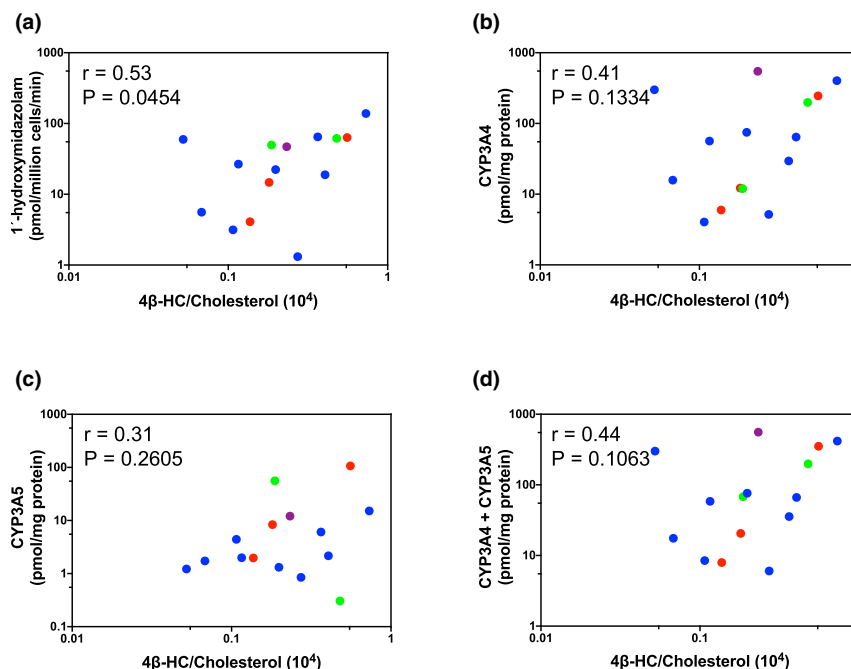 (a)
1000
100
10
1
r = 0.53
P = 0.0454
1´-hydroxymidazolam
(pmol/million cells/min)
0.01
0.1
1
4β-HC/Cholesterol (10⁴)
(b)
1000
100
10
1
r = 0.41
P = 0.1334
CYP3A4
(pmol/mg protein)
0.01
0.1
4β-HC/Cholesterol (10⁴)
(c)
1000
100
10
1
0.1
r = 0.31
P = 0.2605
CYP3A5
(pmol/mg protein)
0.01
0.1
1
4β-HC/Cholesterol (10⁴)
(d)
1000
100
10
1
r = 0.44
P = 0.1063
CYP3A4 + CYP3A5
(pmol/mg protein)
0.01
0.1
4β-HC/Cholesterol (10⁴)